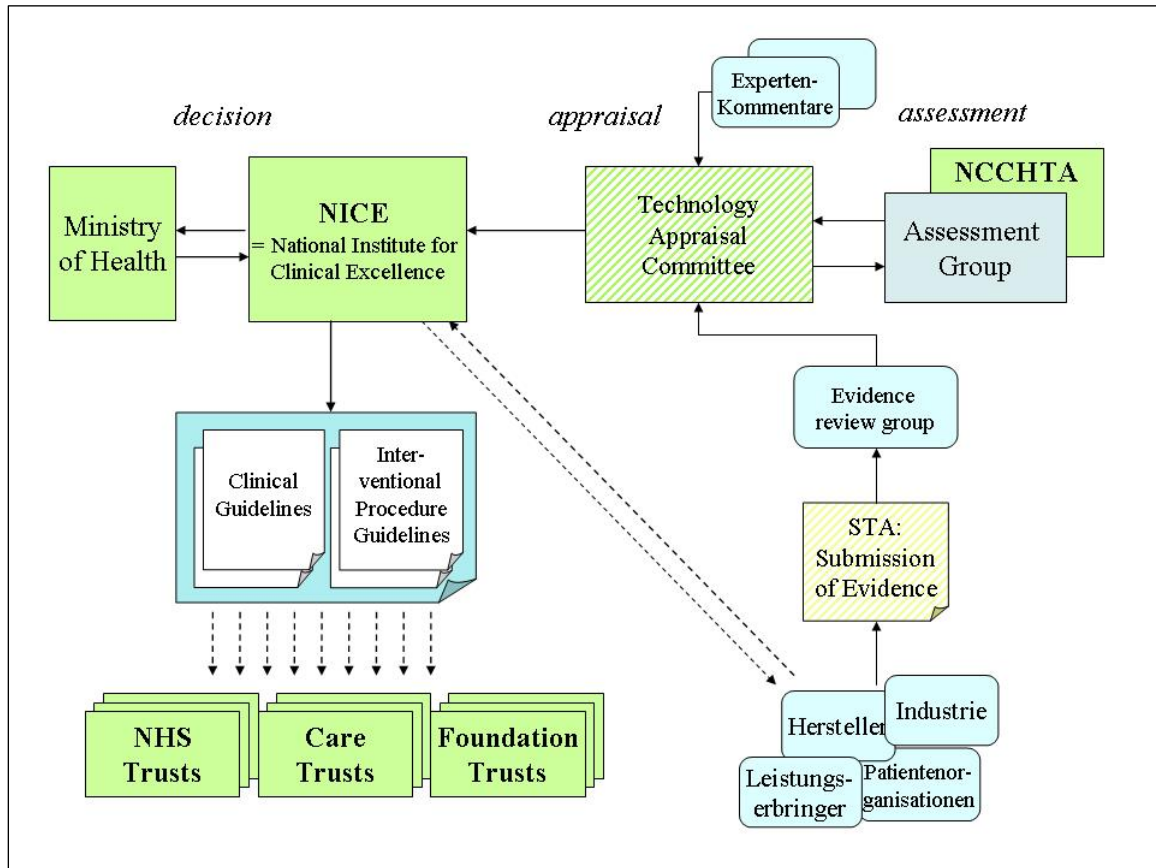 decision
appraisal
assessment
Experten-
Kommentare
Ministry
of Health
NICE
= National Institute for
Clinical Excellence
Technology
Appraisal
Committee
NCCHTA
Assessment
Group
Evidence
review group
Clinical
Guidelines
Inter-
ventional
Procedure
Guidelines
STA:
Submission
of Evidence
Hersteller
Industrie
Leistungs-
erbringer
Patientenor-
ganisationen
NHS
Trusts
Care
Trusts
Foundation
Trusts